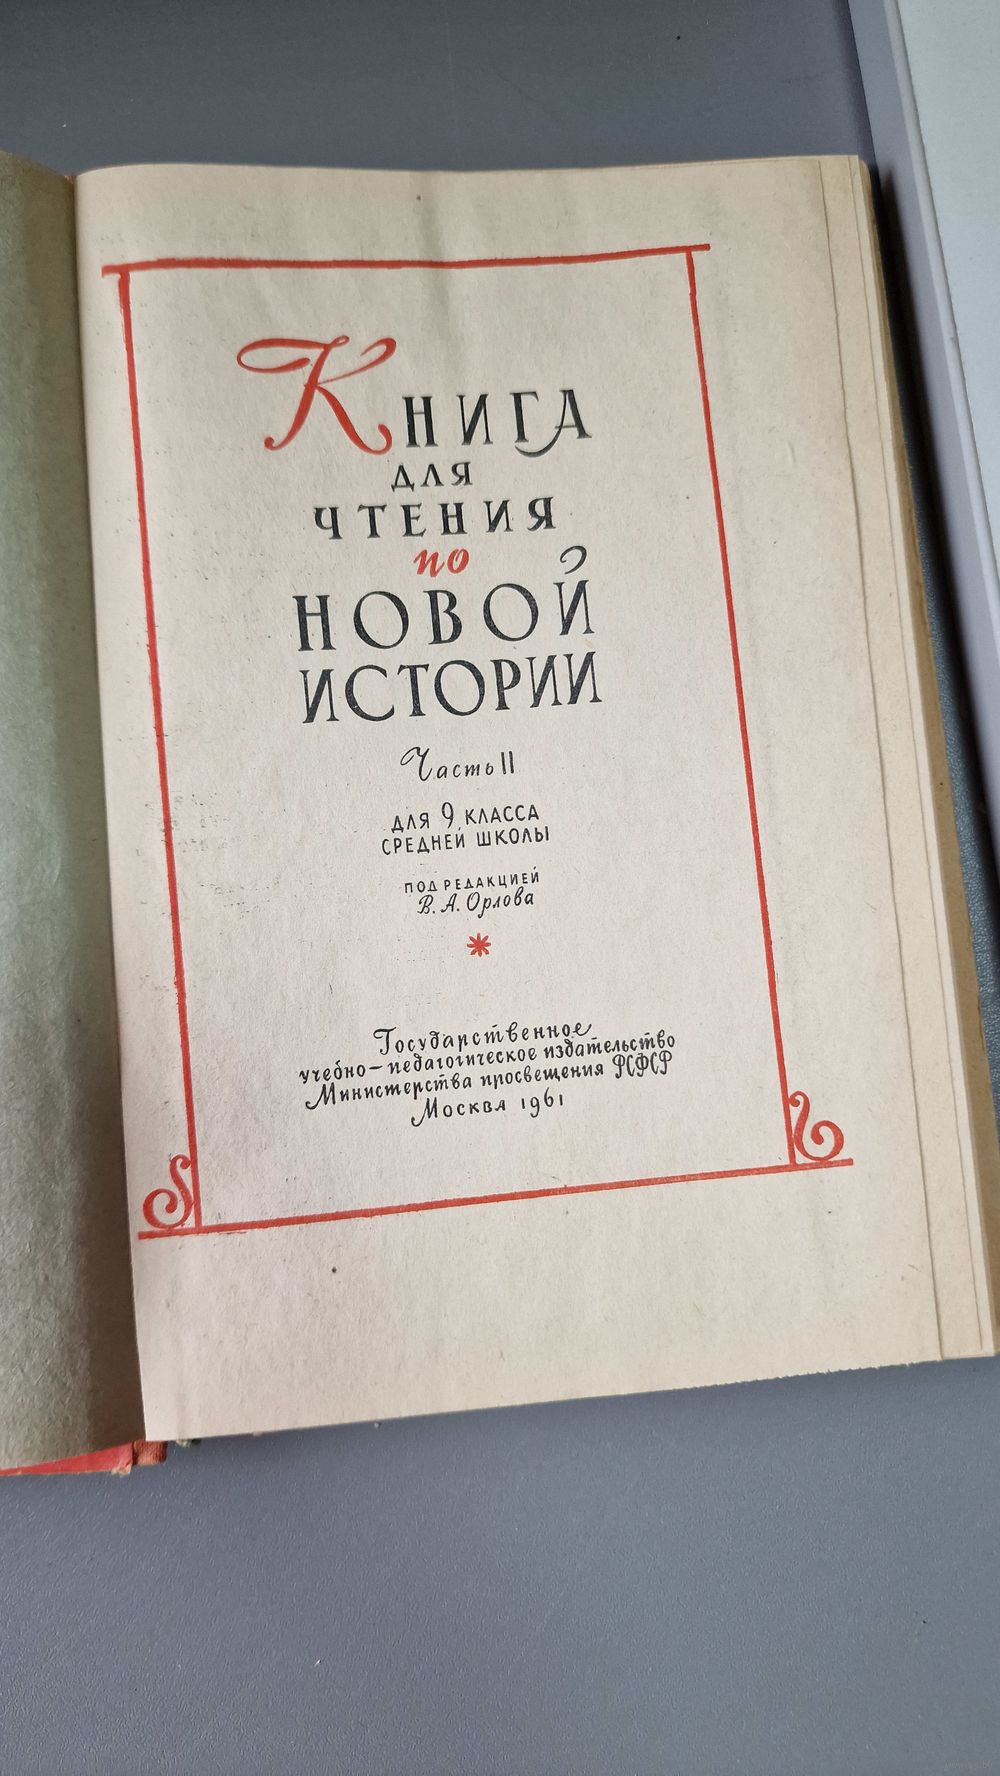 Книга
для
чтения
по
новой
истории
Часть II
для 9 класса
средней школы
под редакцией
В. А. Орлова
Государственное
учебно-педагогическое издательство
Министерства просвещения РСФСР
Москва 1961